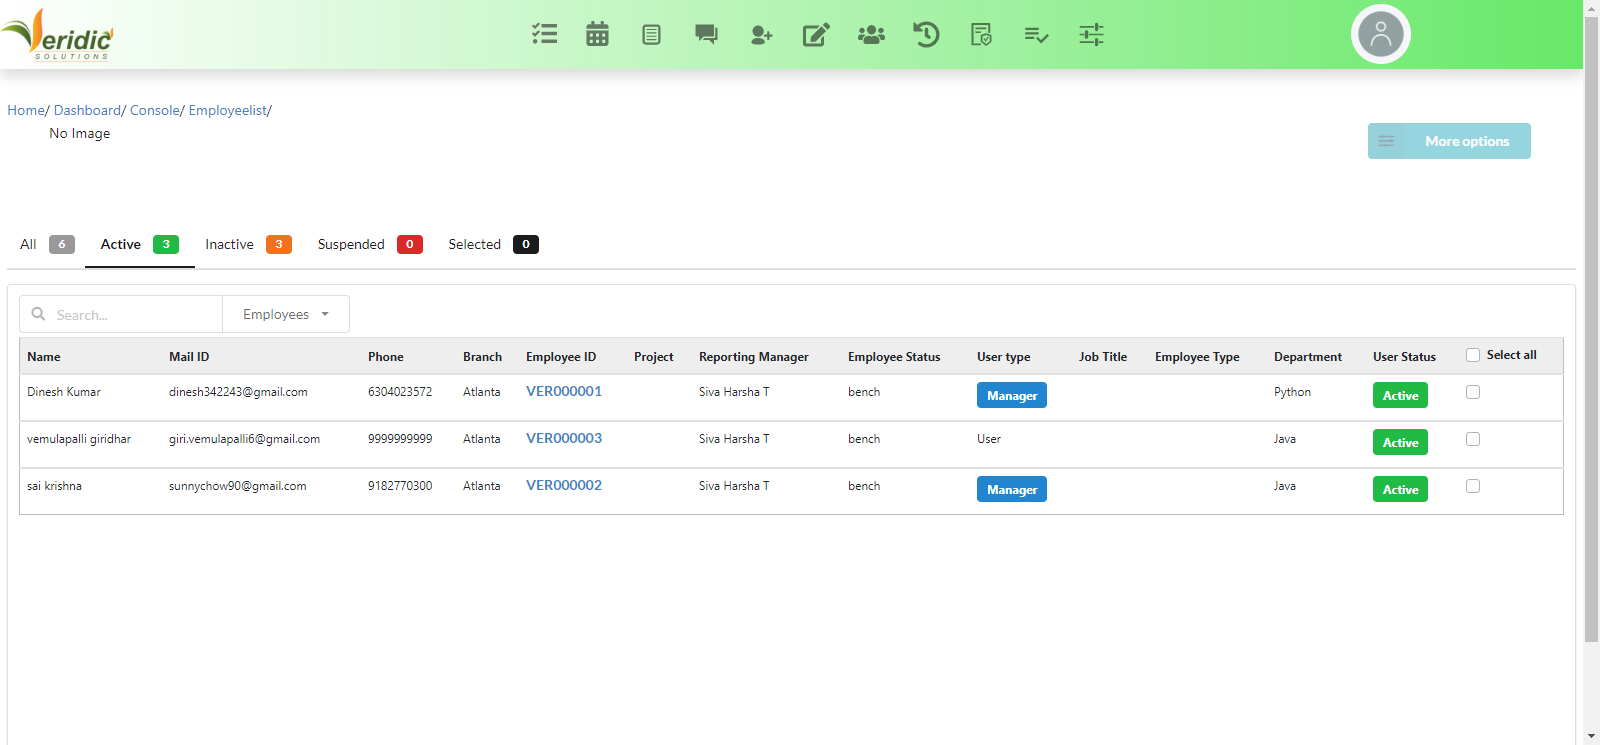 Veridic
SOLUTIONS
Home/ Dashboard/ Console/ Employeelist/
No Image
More options
All 6 Active 3 Inactive 3 Suspended 0 Selected 0
Search... Employees
Name Mail ID Phone Branch Employee ID Project Reporting Manager Employee Status User type Job Title Employee Type Department User Status Select all
Dinesh Kumar dinesh342243@gmail.com 6304023572 Atlanta VER000001 Siva Harsha T bench Manager Python Active
vemulapalli giridhar giri.vemulapalli6@gmail.com 9999999999 Atlanta VER000003 Siva Harsha T bench User Java Active
sai krishna sunnychow90@gmail.com 9182770300 Atlanta VER000002 Siva Harsha T bench Manager Java Active